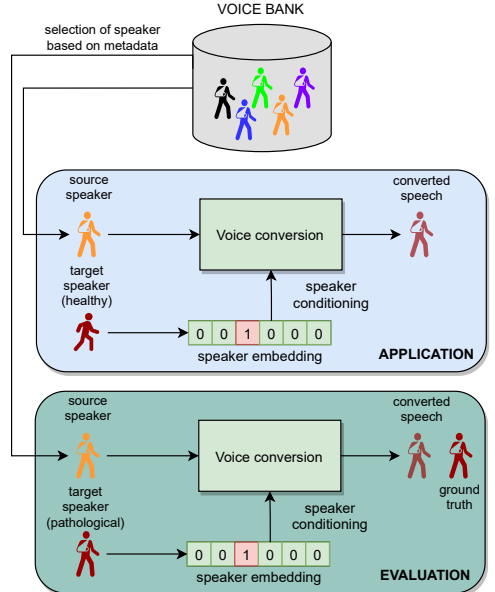 VOICE BANK
selection of speaker
based on metadata
source
speaker
converted
speech
Voice conversion
target
speaker
(healthy)
speaker
conditioning
0 0 1 0 0 0
speaker embedding
APPLICATION
source
speaker
converted
speech
Voice conversion
target
speaker
(pathological)
speaker
conditioning
ground
truth
0 0 1 0 0 0
speaker embedding
EVALUATION